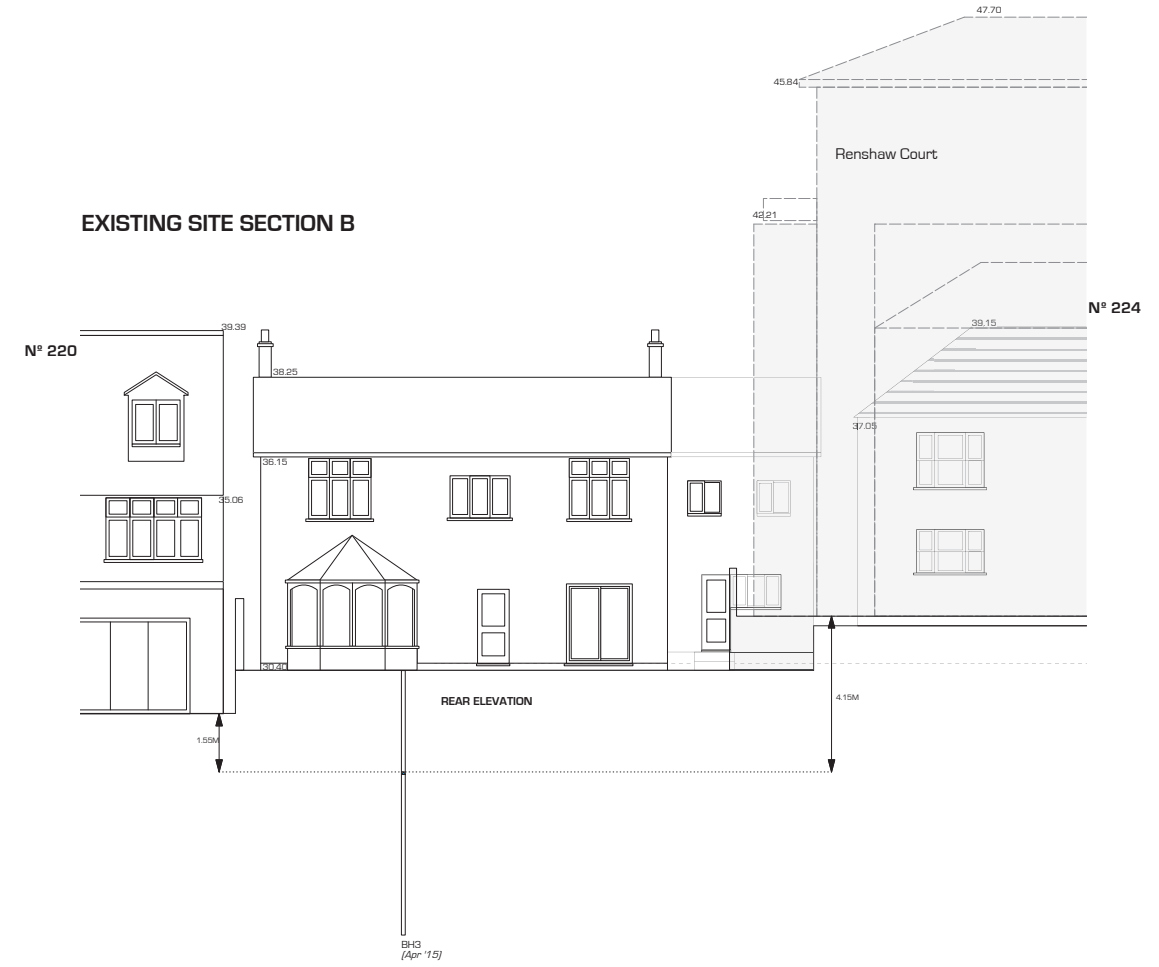 47.70
45.84
Renshaw Court
EXISTING SITE SECTION B
42.21
Nº 224
39.39
39.15
Nº 220
38.25
37.05
36.15
35.06
30.40
REAR ELEVATION
4.15M
1.55M
BH3
(Apr '15)